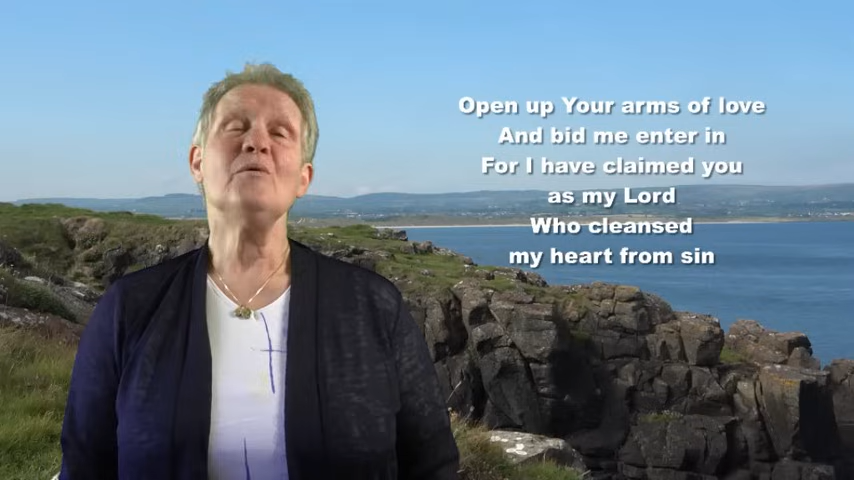 Open up Your arms of love
And bid me enter in
For I have claimed you
as my Lord
Who cleansed
my heart from sin